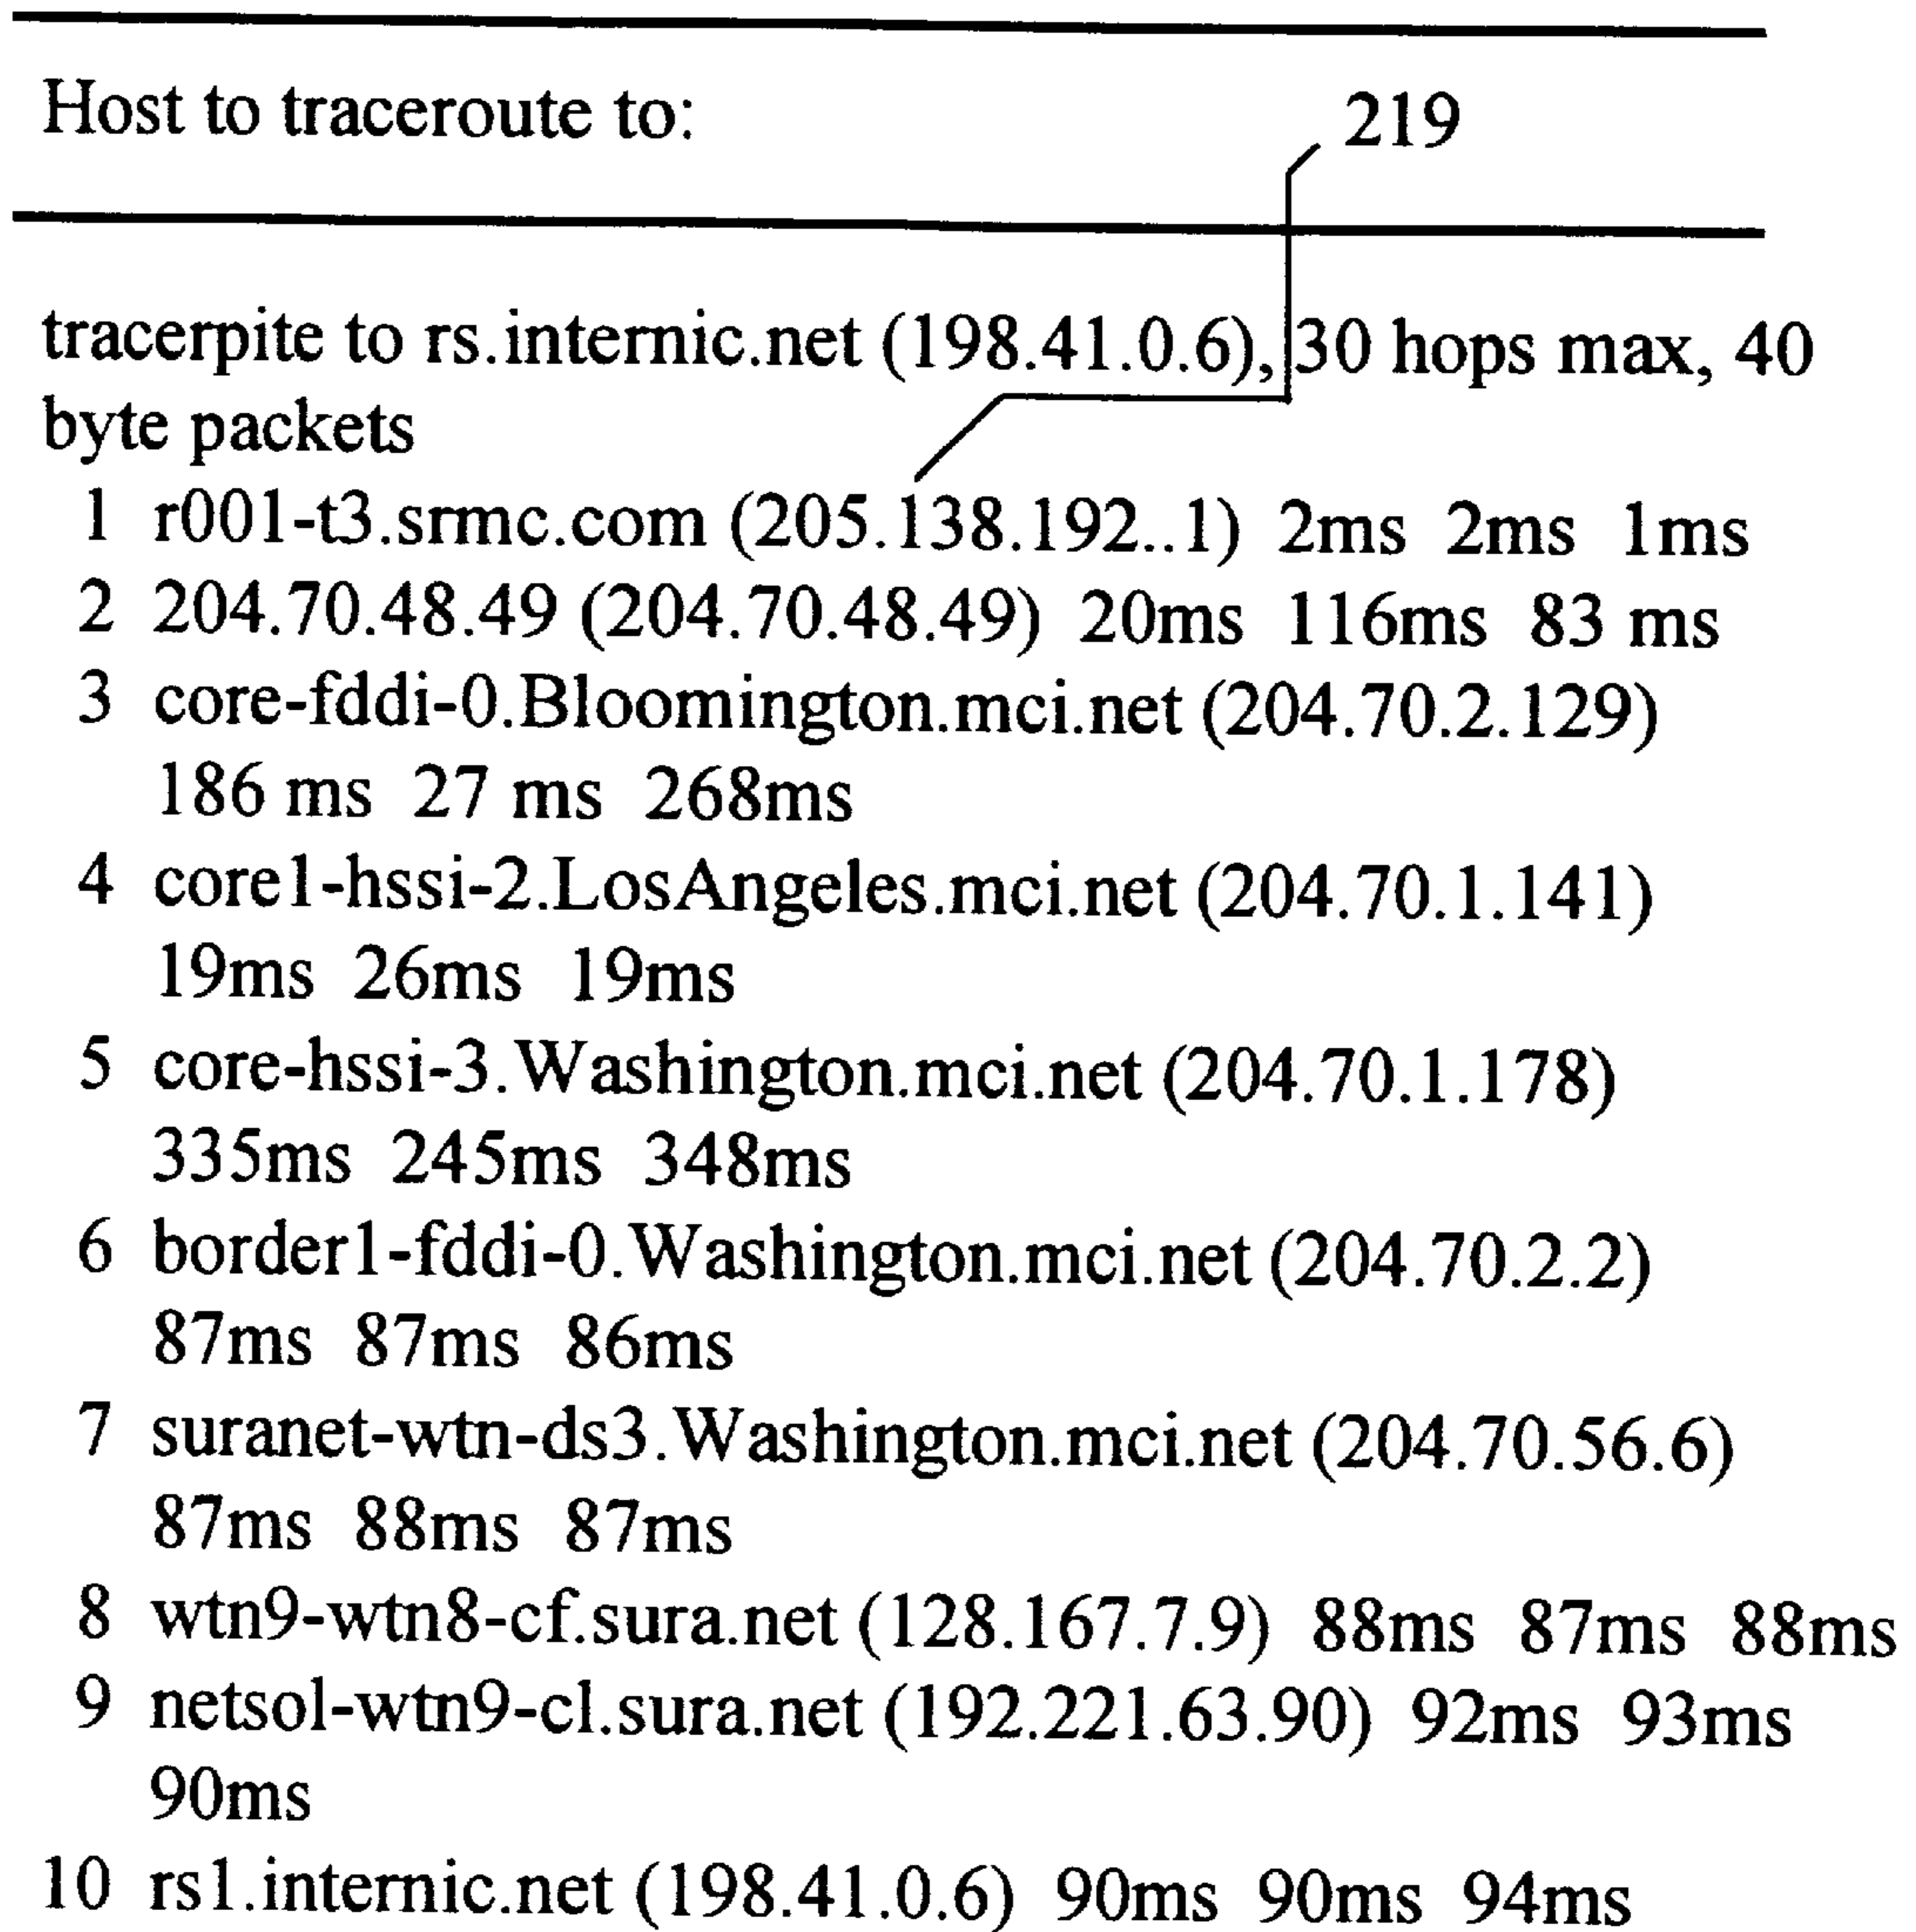 Host to traceroute to:
219
tracerpite to rs.internic.net (198.41.0.6), 30 hops max, 40
byte packets
1 r001-t3.srmc.com (205.138.192..1) 2ms 2ms 1ms
2 204.70.48.49 (204.70.48.49) 20ms 116ms 83 ms
3 core-fddi-0.Bloomington.mci.net (204.70.2.129)
186 ms 27 ms 268ms
4 core1-hssi-2.LosAngeles.mci.net (204.70.1.141)
19ms 26ms 19ms
5 core-hssi-3.Washington.mci.net (204.70.1.178)
335ms 245ms 348ms
6 border1-fddi-0.Washington.mci.net (204.70.2.2)
87ms 87ms 86ms
7 suranet-wtn-ds3.Washington.mci.net (204.70.56.6)
87ms 88ms 87ms
8 wtn9-wtn8-cf.sura.net (128.167.7.9) 88ms 87ms 88ms
9 netsol-wtn9-cl.sura.net (192.221.63.90) 92ms 93ms
90ms
10 rs1.internic.net (198.41.0.6) 90ms 90ms 94ms